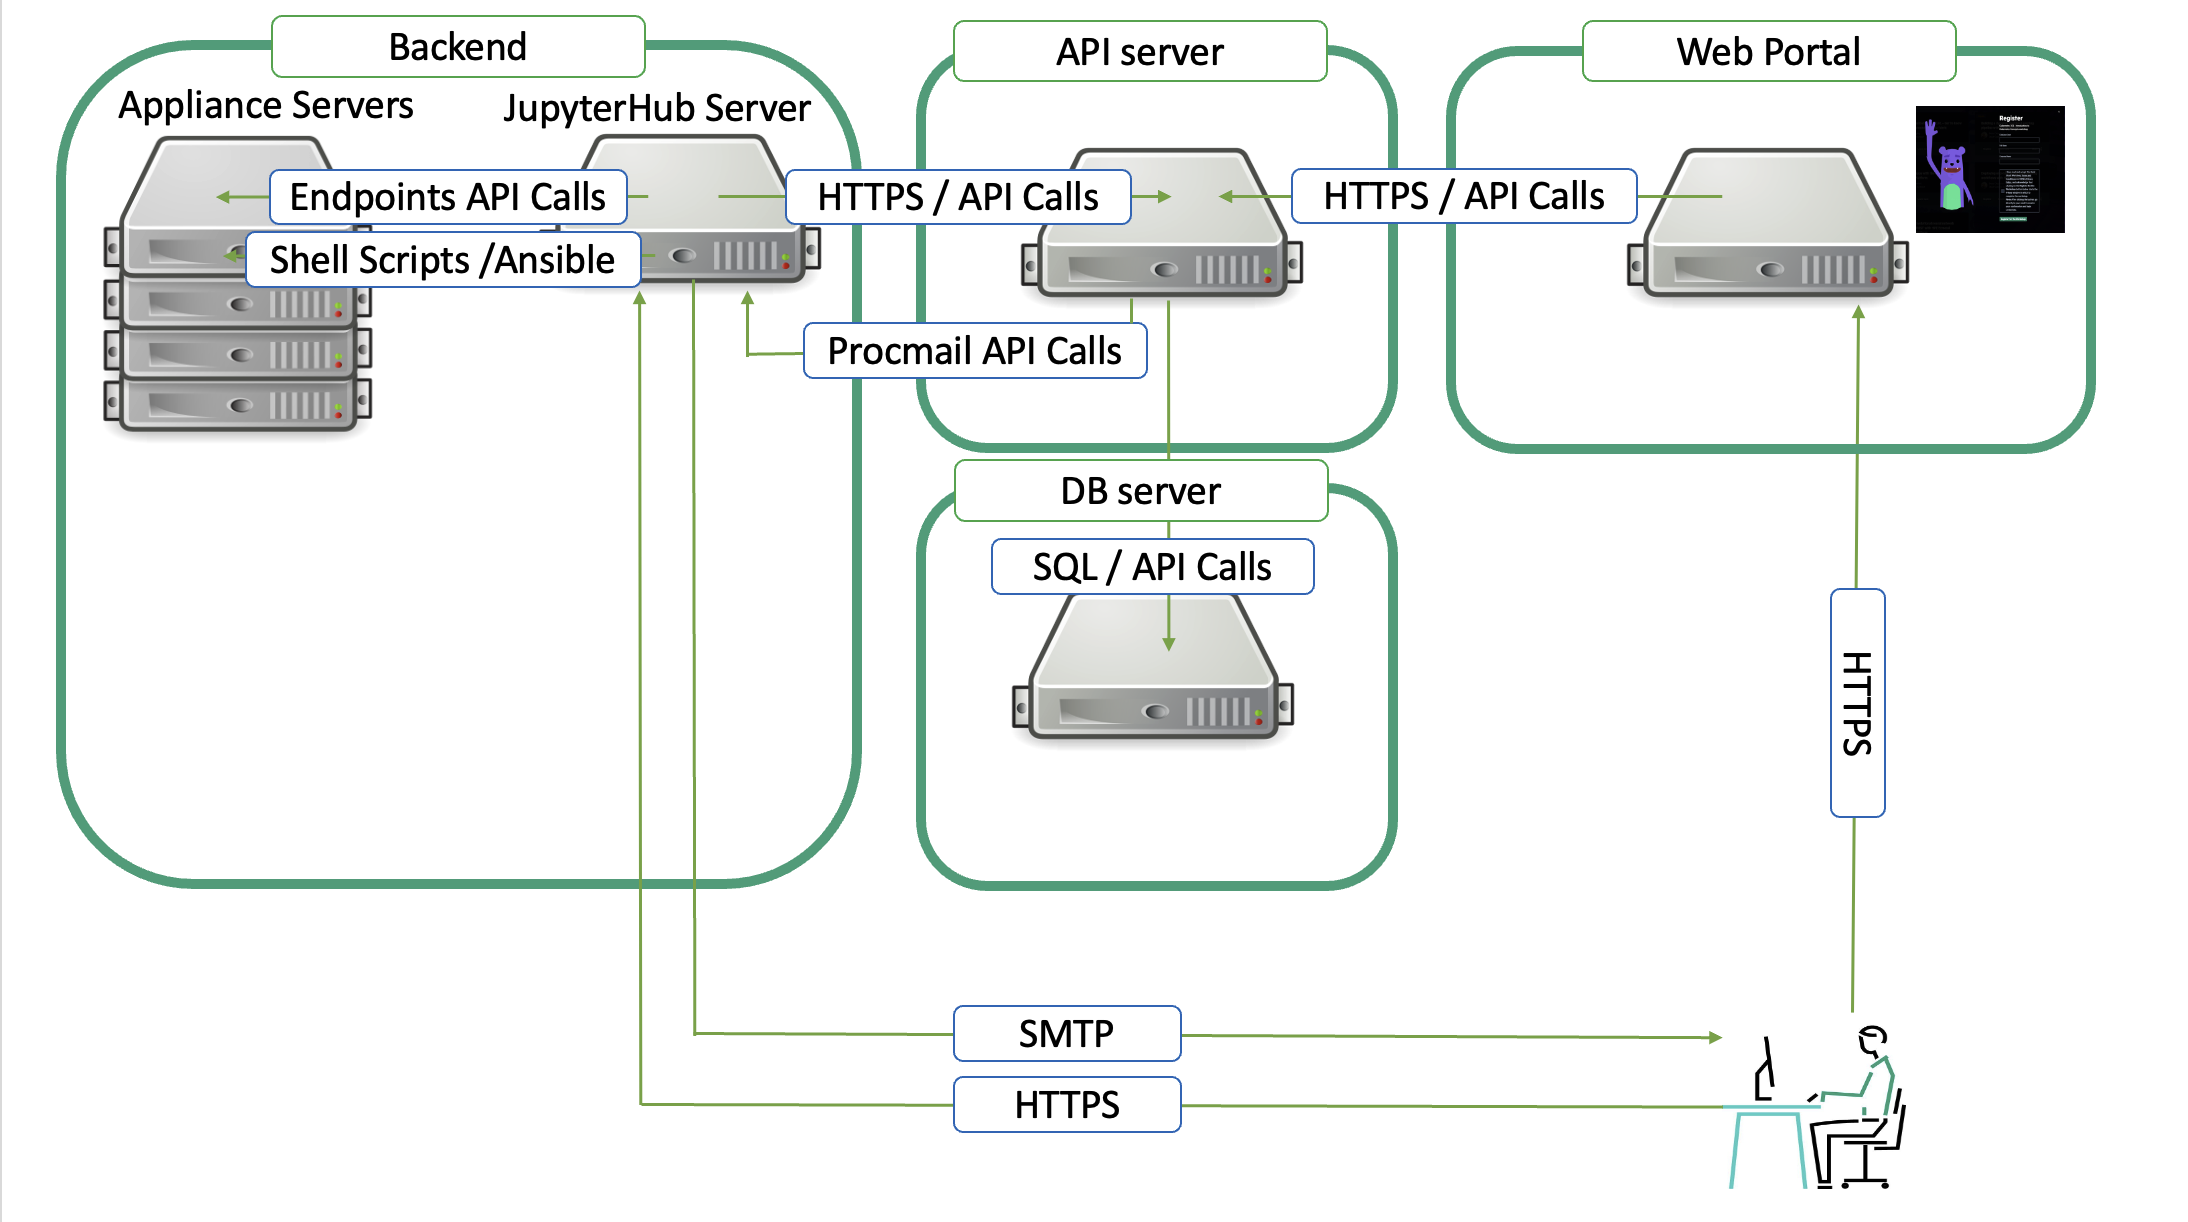 Backend
API server
Web Portal
Appliance Servers
JupyterHub Server
Register
Endpoints API Calls
HTTPS / API Calls
HTTPS / API Calls
Shell Scripts /Ansible
Procmail API Calls
DB server
SQL / API Calls
HTTPS
SMTP
HTTPS